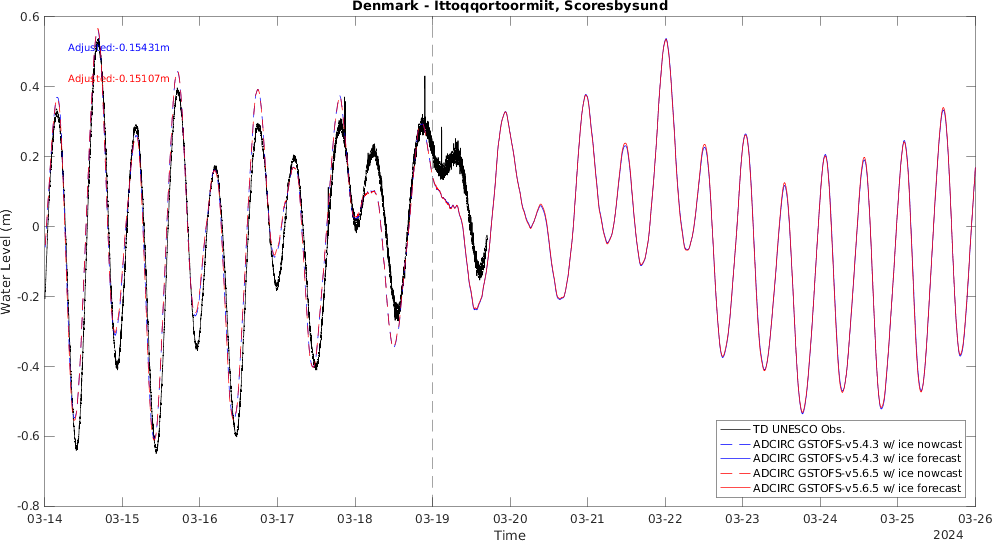 Denmark - Ittoqqortoormiit, Scoresbysund
0.6
Adjusted:-0.15431m
0.4
Adjusted:-0.15107m
0.2
0
-0.2
-0.4
-0.6
-0.8
Water Level (m)
TD UNESCO Obs.
ADCIRC GSTOFS-v5.4.3 w/ ice nowcast
ADCIRC GSTOFS-v5.4.3 w/ ice forecast
ADCIRC GSTOFS-v5.6.5 w/ ice nowcast
ADCIRC GSTOFS-v5.6.5 w/ ice forecast
03-14 03-15 03-16 03-17 03-18 03-19 03-20 03-21 03-22 03-23 03-24 03-25 03-26
Time
2024